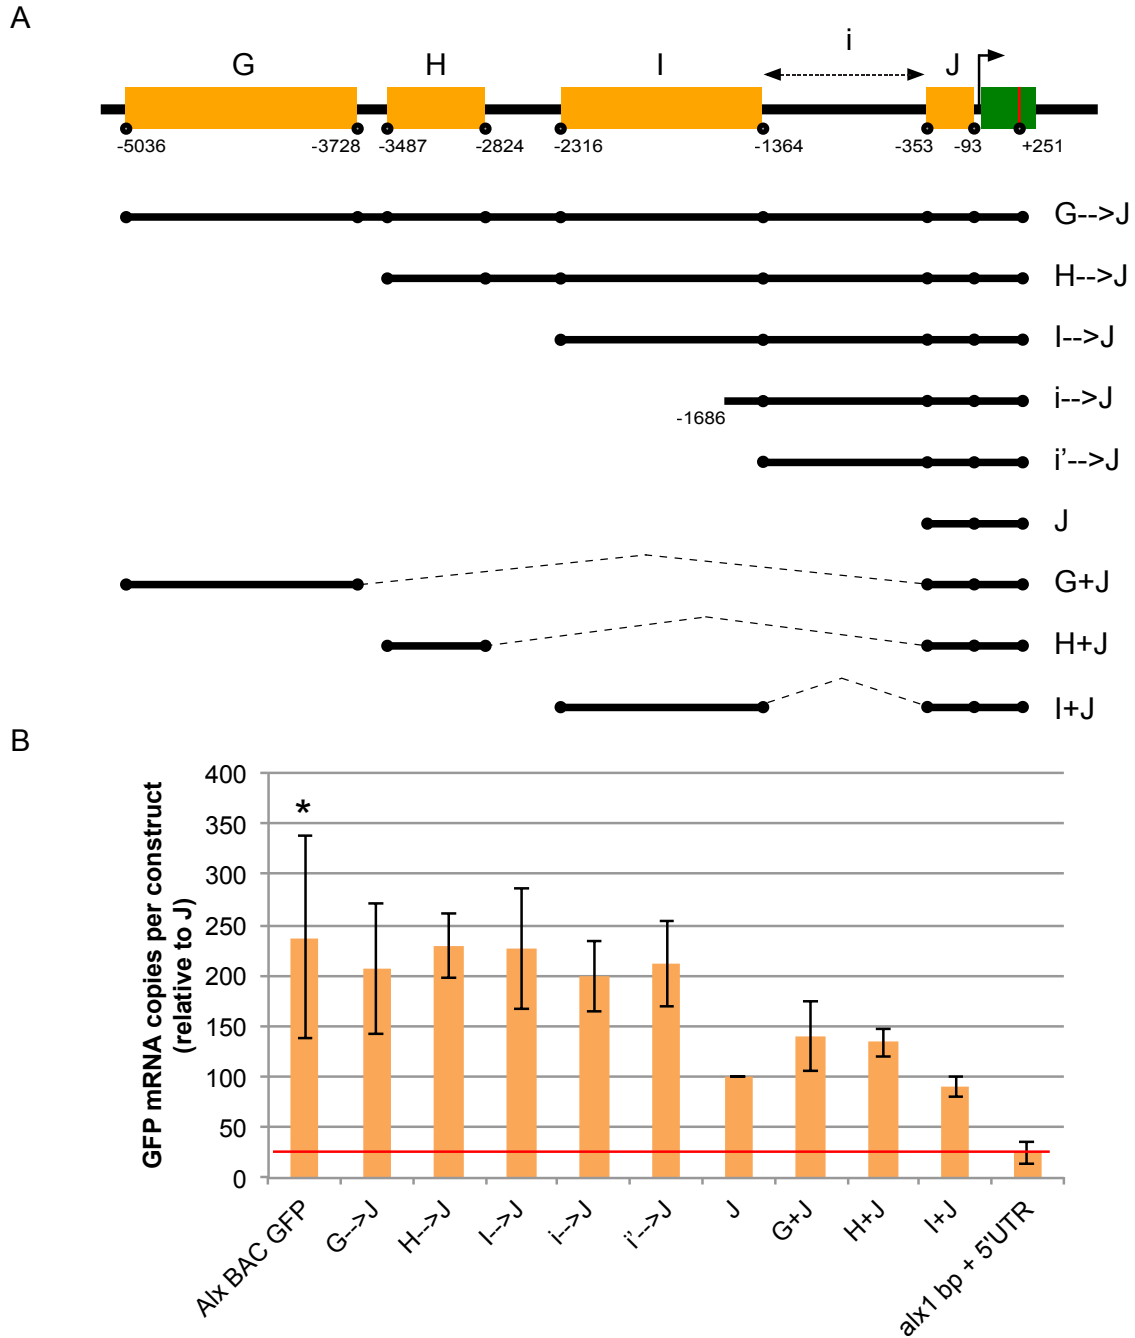 A
G H I i J
-5036 -3728 -3487 -2824 -2316 -1364 -353 -93 +251
G-->J
H-->J
I-->J
i-->J
-1686
i'-->J
J
G+J
H+J
I+J
B
GFP mRNA copies per construct
(relative to J)
400
350
300
250
200
150
100
50
0
*
Alx BAC GFP
G-->J
H-->J
I-->J
i-->J
i'-->J
J
G+J
H+J
I+J
alx1 bp + 5'UTR